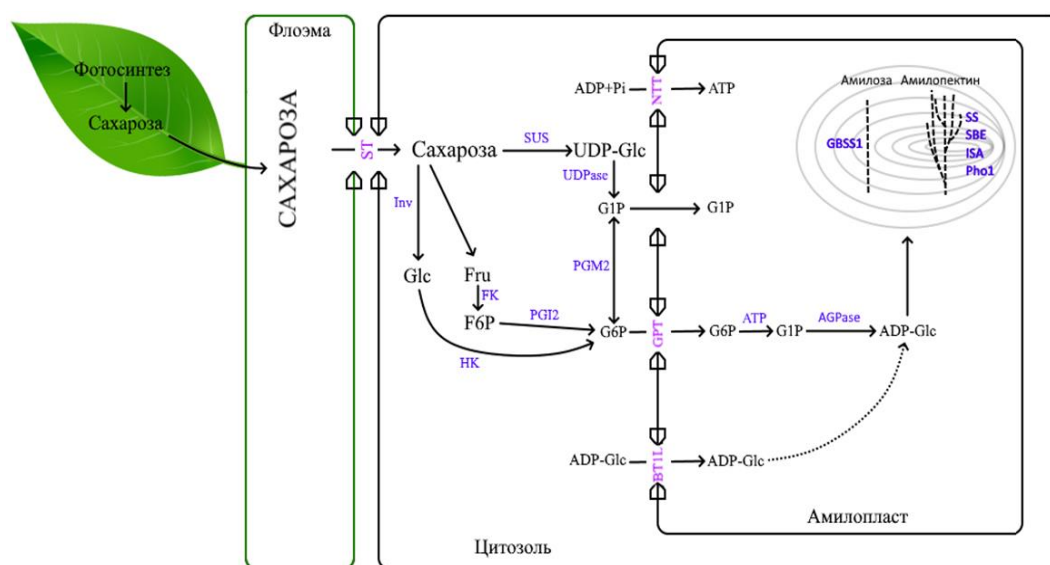 Фотосинтез
Сахароза
Флоэма
САХАРОЗА
ST
Сахароза
SUS
UDP-Glc
UDPase
Inv
G1P
G1P
Glc
Fru
FK
F6P
PGI2
PGM2
G6P
HK
ADP+Pi
NTT
ATP
GPT
G6P
ATP
G1P
AGPase
ADP-Glc
ADP-Glc
BT1L
ADP-Glc
Амилоза
Амилопектин
GBSS1
SS
SBE
ISA
Pho1
Амилопласт
Цитозоль